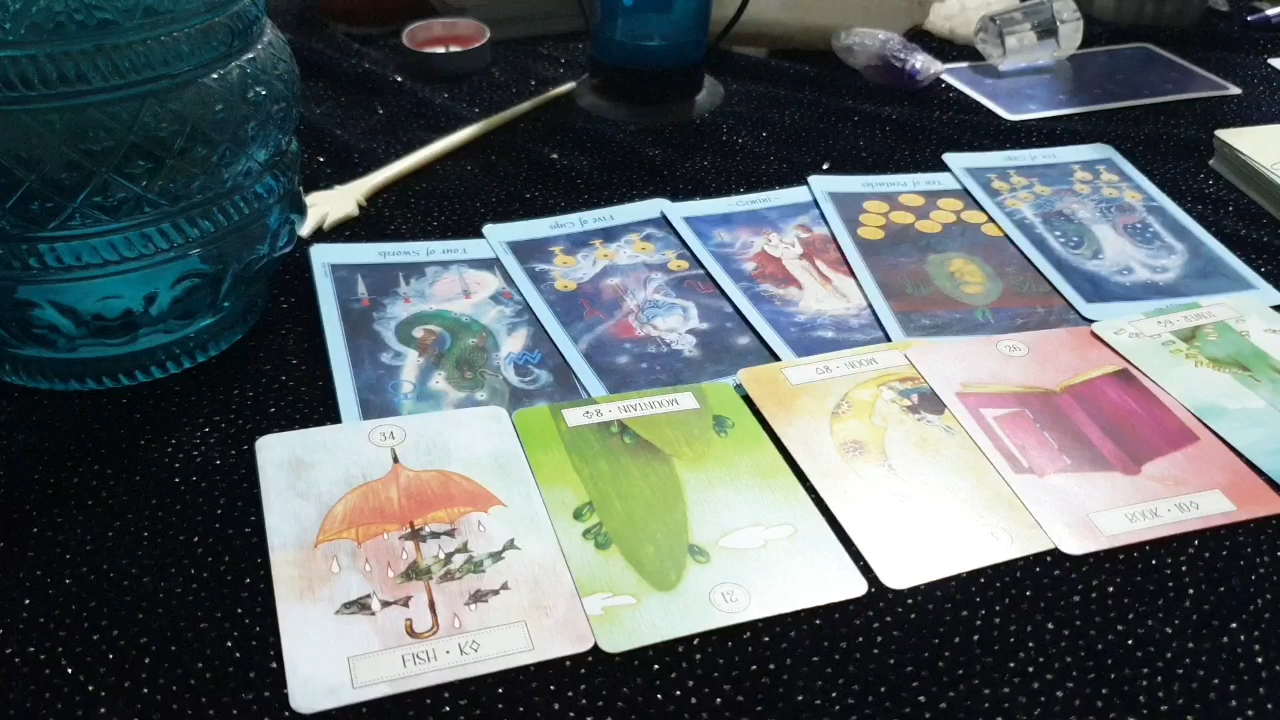 Four of Swords
Five of Cups
Gemini
Ten of Pentacles
Ten of Cups
34
FISH • K♢
MOUNTAIN • 8♧
21
MOON • 8♡
26
BOOK • 10♢